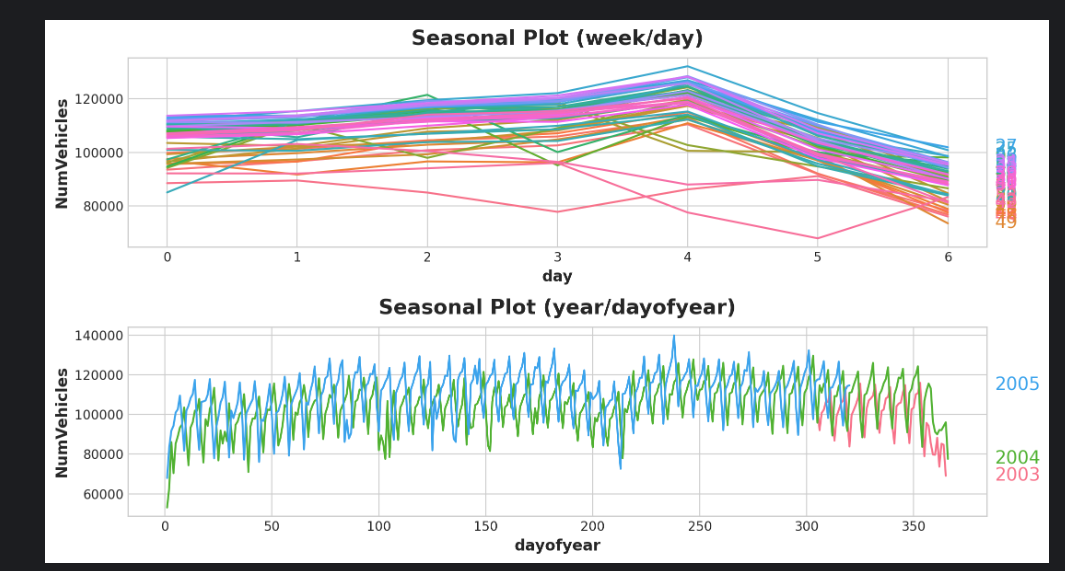 Seasonal Plot (week/day)
NumVehicles
120000
100000
80000
0 1 2 3 4 5 6
day
49
Seasonal Plot (year/dayofyear)
NumVehicles
140000
120000
100000
80000
60000
2005
2004
2003
0 50 100 150 200 250 300 350
dayofyear